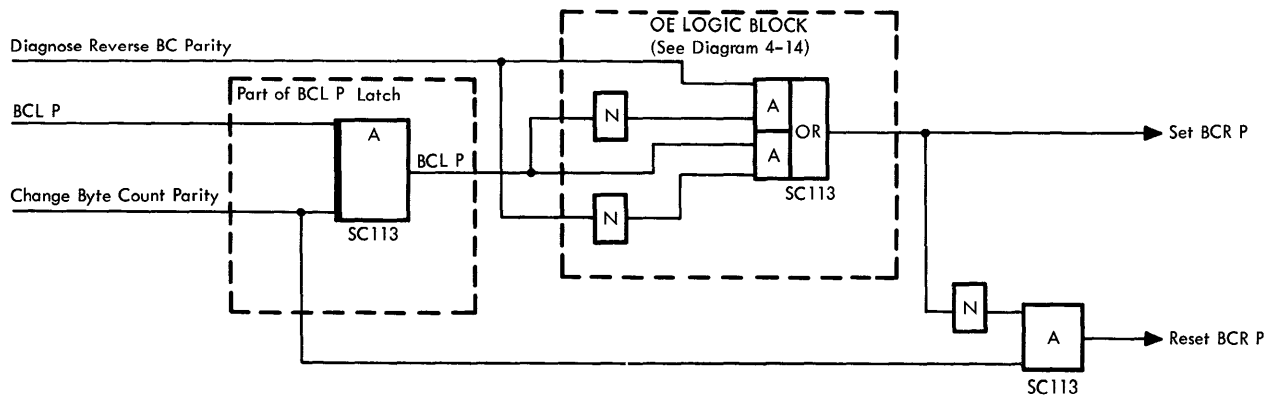 OE LOGIC BLOCK
(See Diagram 4-14)
Diagnose Reverse BC Parity
Part of BCL P Latch
BCL P
A
N
A
OR
Set BCR P
BCL P
A
SC113
Change Byte Count Parity
SC113
N
N
A
Reset BCR P
SC113